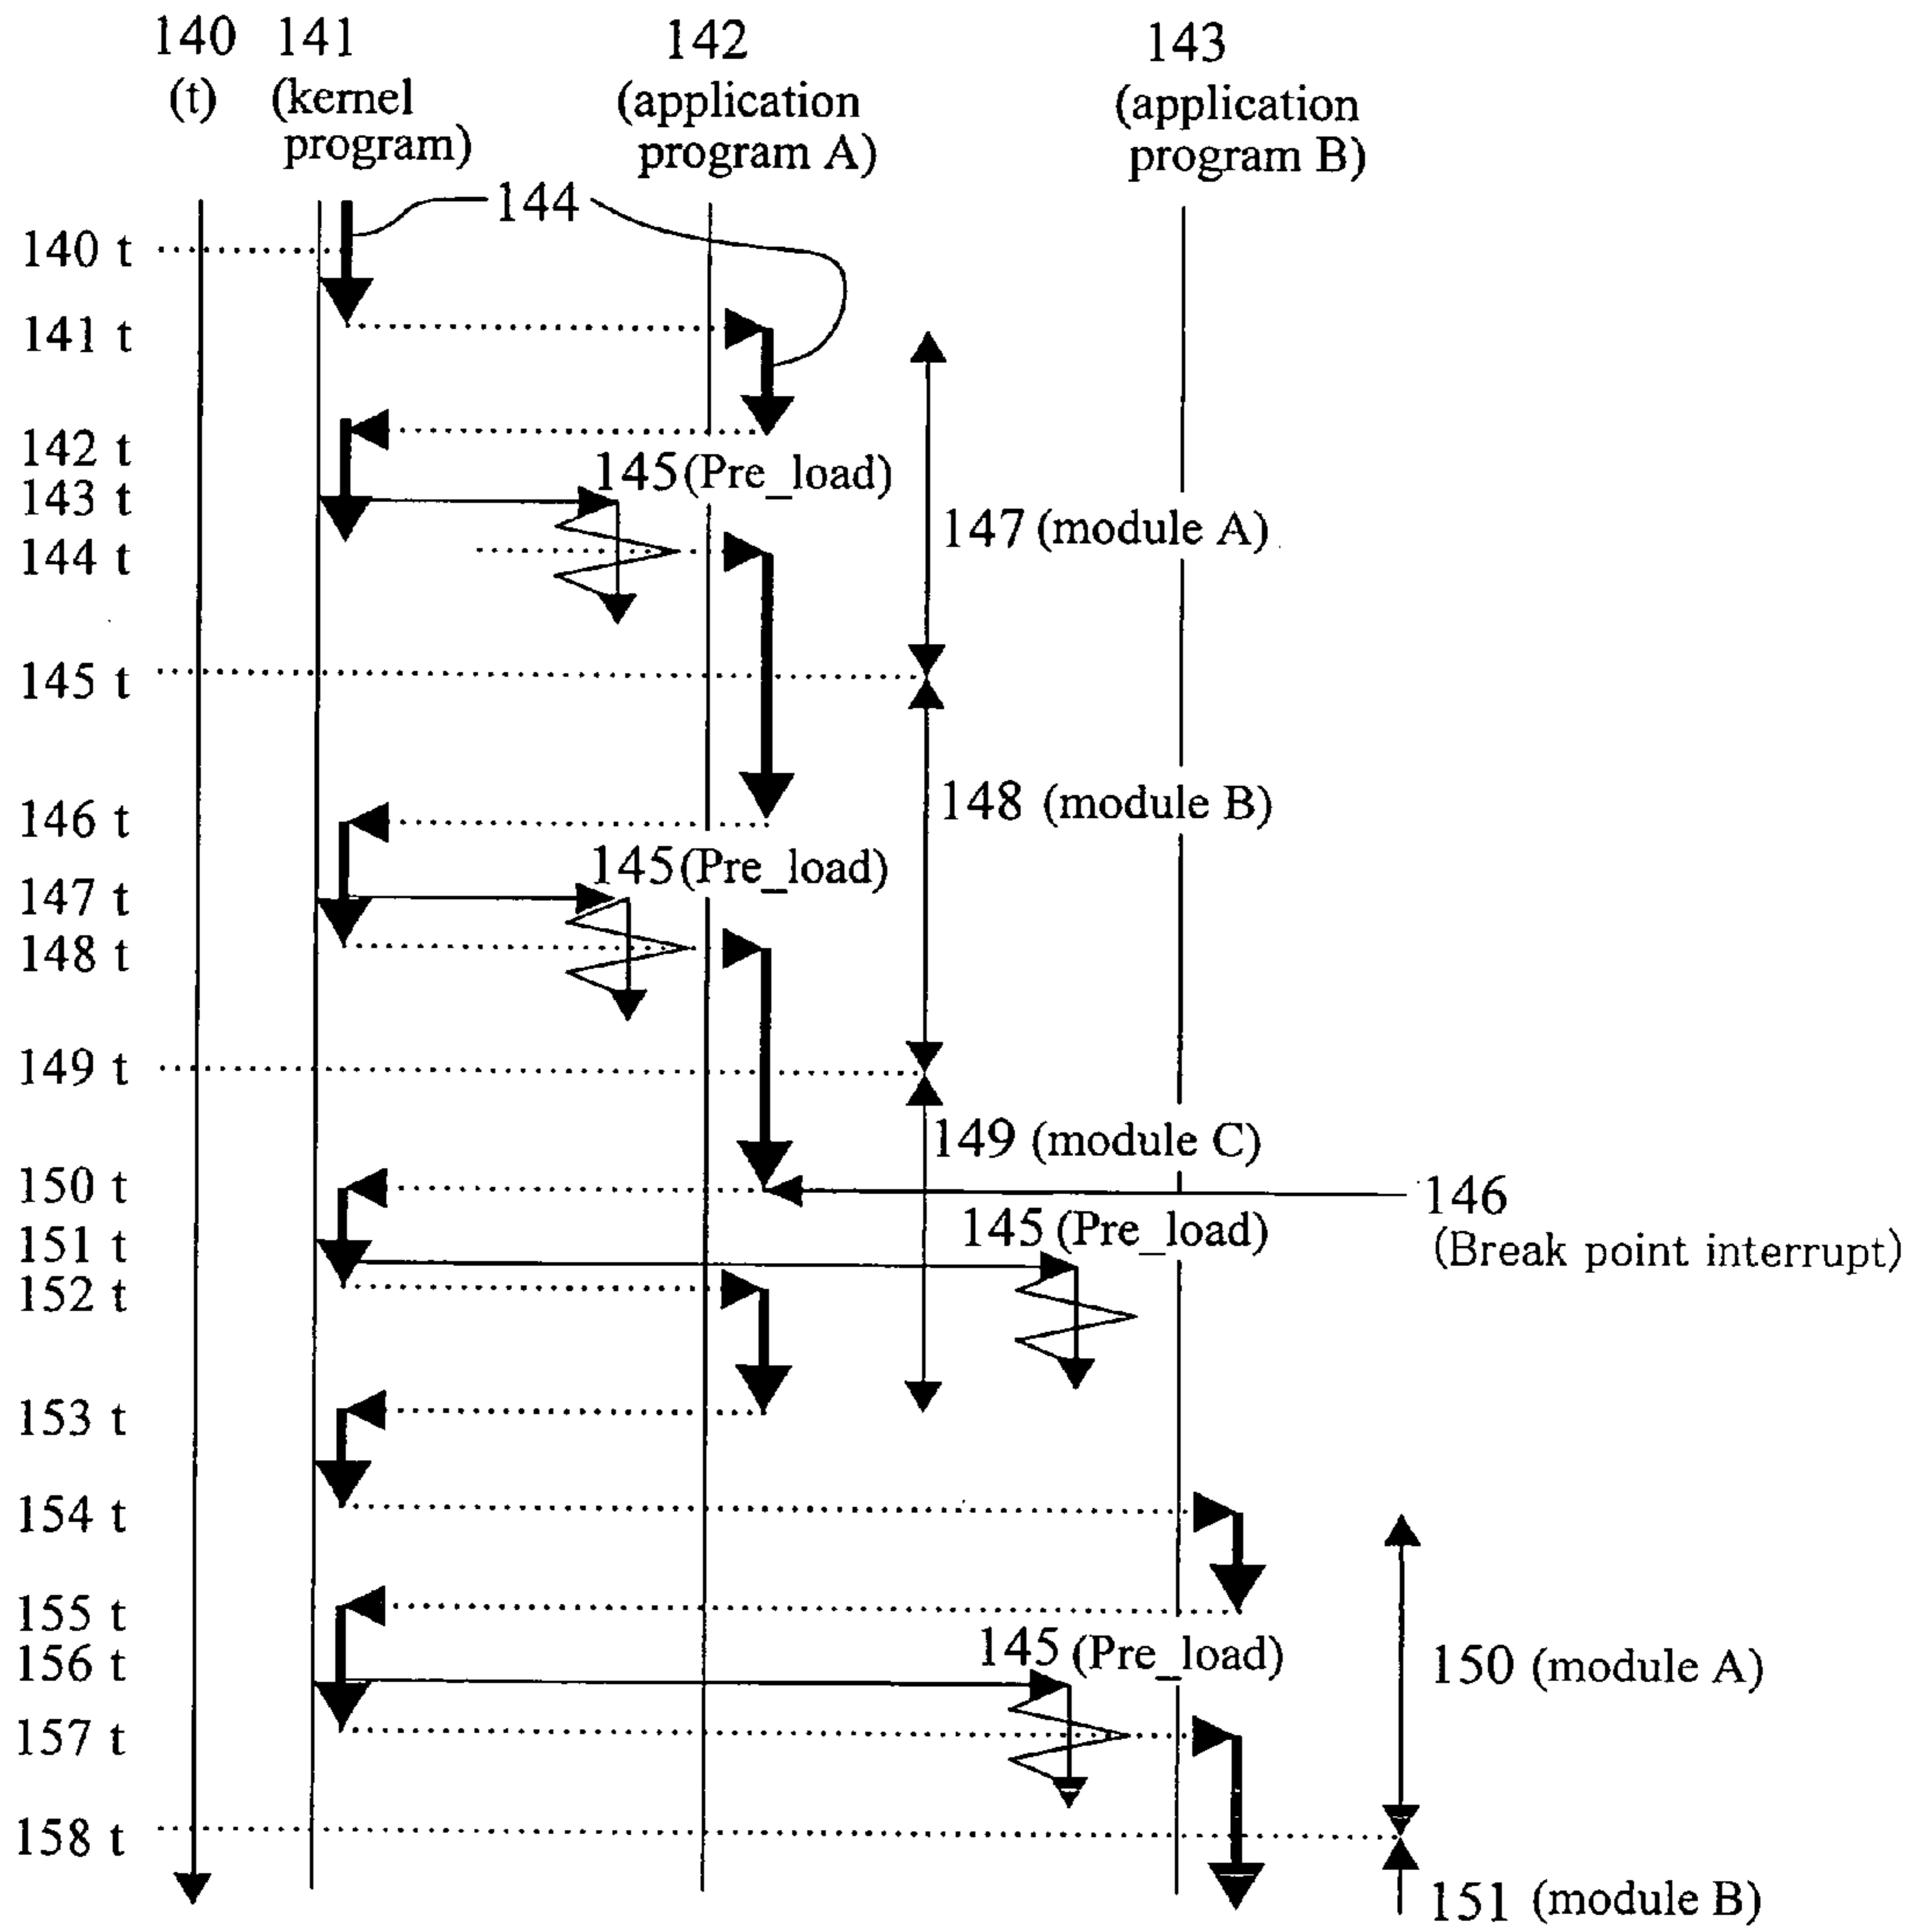 140 141 142 143
(t) (kernel program) (application program A) (application program B)
144
140 t
141 t
142 t
145 (Pre_load)
143 t
147 (module A)
144 t
145 t
148 (module B)
146 t
145 (Pre_load)
147 t
148 t
149 t
149 (module C)
150 t
146
(Break point interrupt)
145 (Pre_load)
151 t
152 t
153 t
154 t
155 t
145 (Pre_load)
156 t
150 (module A)
157 t
158 t
151 (module B)